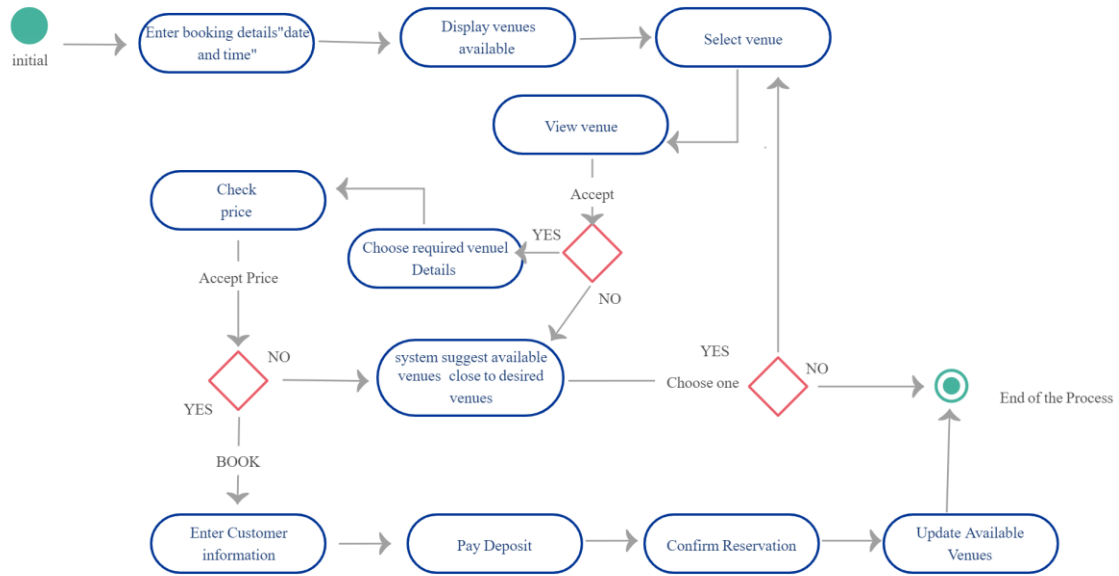 initial
Enter booking details"date
and time"
Display venues
available
Select venue
View venue
Accept
Check
price
YES
Choose required venuel
Details
Accept Price
NO
NO
YES
system suggest available
venues close to desired
venues
YES
Choose one
NO
End of the Process
BOOK
Enter Customer
information
Pay Deposit
Confirm Reservation
Update Available
Venues